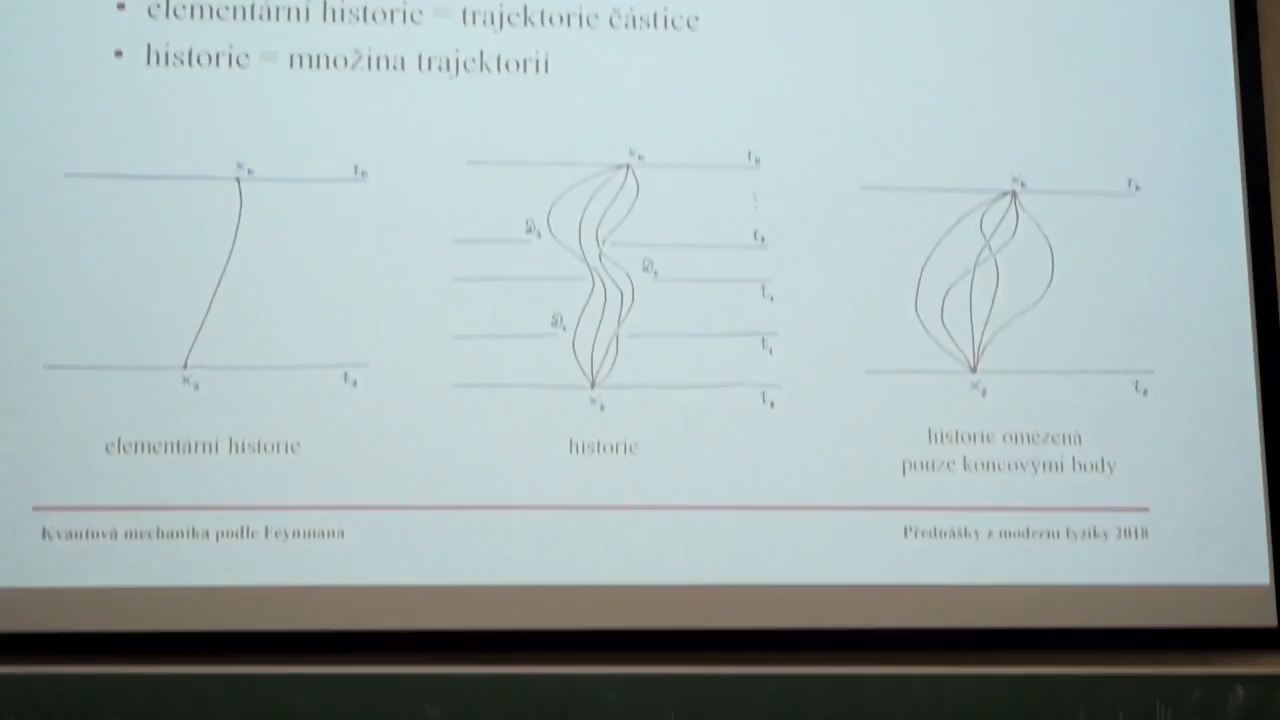 • elementární historie = trajektorie částice
• historie = množina trajektorií
elementární historie
historie
historie omezená
pouze koncovými body
Kvantová mechanika podle Feynmana
Přednášky z moderní fyziky 2018